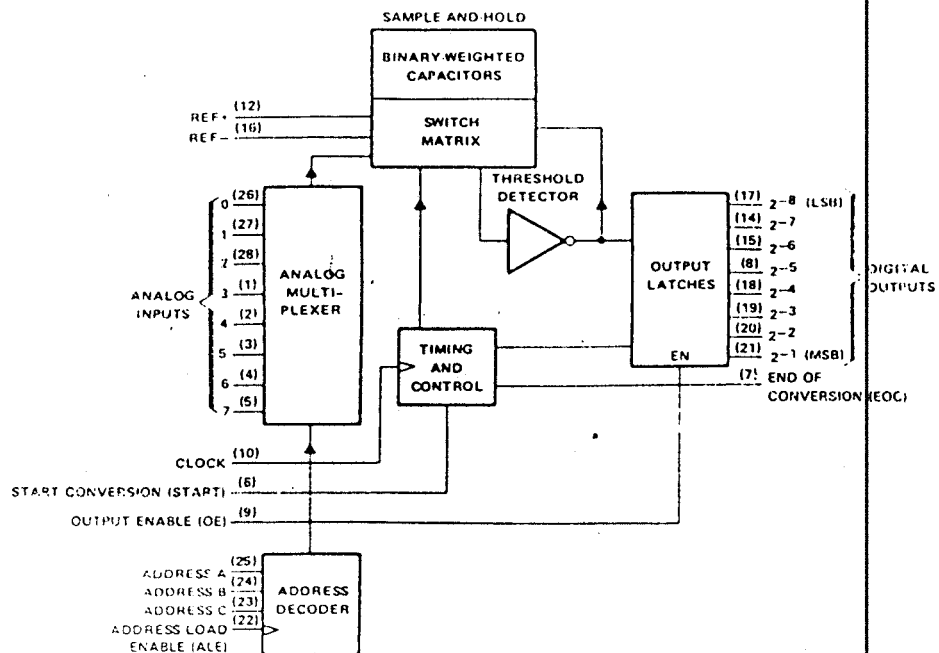 SAMPLE-AND-HOLD
BINARY-WEIGHTED
CAPACITORS
SWITCH
MATRIX
REF+ (12)
REF− (16)
THRESHOLD
DETECTOR
ANALOG
INPUTS
0 (26)
1 (27)
2 (28)
3 (1)
4 (2)
5 (3)
6 (4)
7 (5)
ANALOG
MULTI-
PLEXER
TIMING
AND
CONTROL
OUTPUT
LATCHES
EN
(17) 2−8 (LSB)
(14) 2−7
(15) 2−6
(8) 2−5
(18) 2−4
(19) 2−3
(20) 2−2
(21) 2−1 (MSB)
DIGITAL
OUTPUTS
(7) END OF
CONVERSION (EOC)
CLOCK (10)
START CONVERSION (START) (6)
OUTPUT ENABLE (OE) (9)
ADDRESS A (25)
ADDRESS B (24)
ADDRESS C (23)
ADDRESS LOAD (22)
ENABLE (ALE)
ADDRESS
DECODER